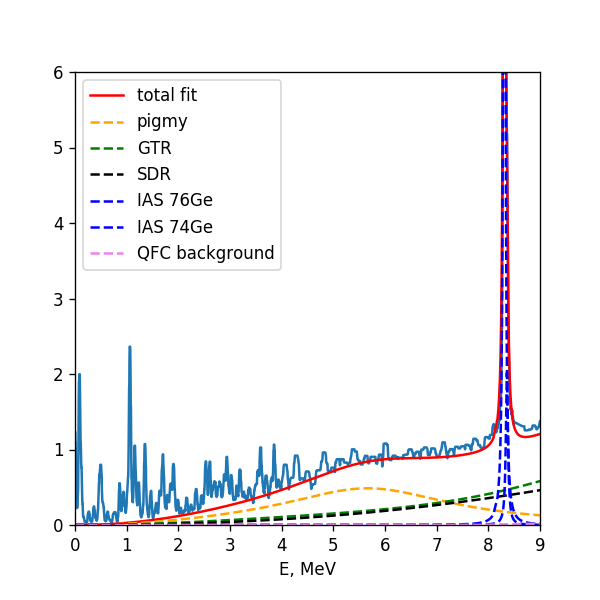 6
5
4
3
2
1
0
total fit
pigmy
GTR
SDR
IAS 76Ge
IAS 74Ge
QFC background
0 1 2 3 4 5 6 7 8 9
E, MeV